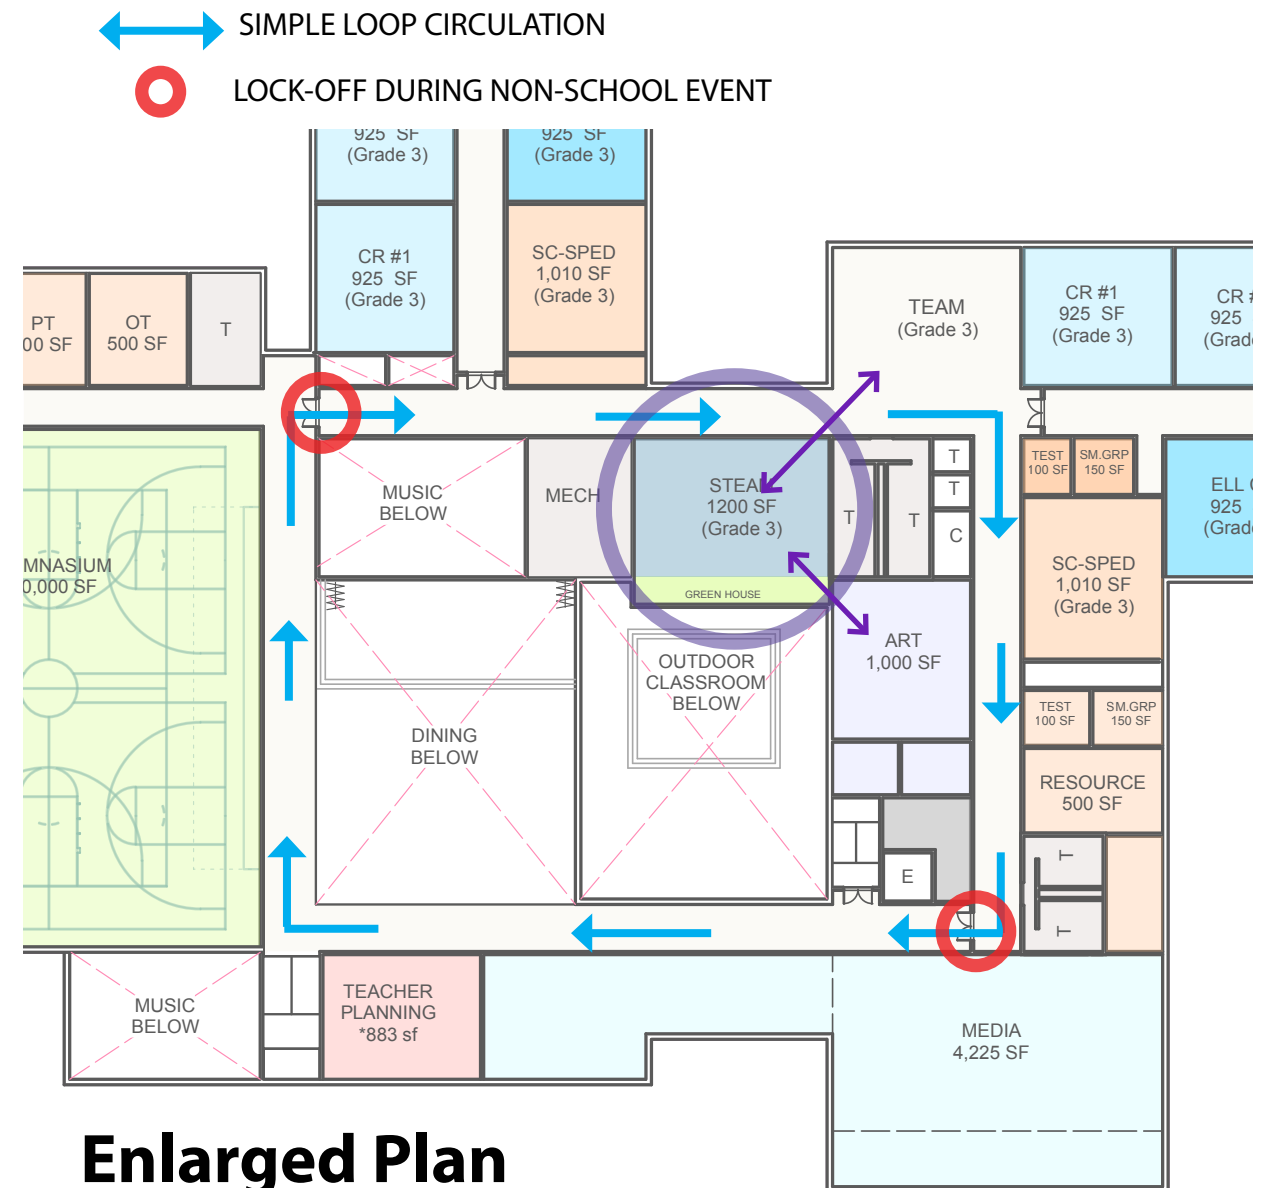 SIMPLE LOOP CIRCULATION
LOCK-OFF DURING NON-SCHOOL EVENT
925 SF
(Grade 3)
925 SF
(Grade 3)
CR #1
925 SF
(Grade 3)
SC-SPED
1,010 SF
(Grade 3)
TEAM
(Grade 3)
CR #1
925 SF
(Grade 3)
CR
925
(Grad
PT
00 SF
OT
500 SF
T
MUSIC
BELOW
MECH
STEA
1200 SF
(Grade 3)
GREEN HOUSE
T
T
T
T
C
TEST
100 SF
SM.GRP
150 SF
ELL
925
(Grad
SC-SPED
1,010 SF
(Grade 3)
MNASIUM
0,000 SF
ART
1,000 SF
OUTDOOR
CLASSROOM
BELOW
DINING
BELOW
TEST
100 SF
SM.GRP
150 SF
RESOURCE
500 SF
E
T
T
MUSIC
BELOW
TEACHER
PLANNING
*883 sf
MEDIA
4,225 SF
Enlarged Plan